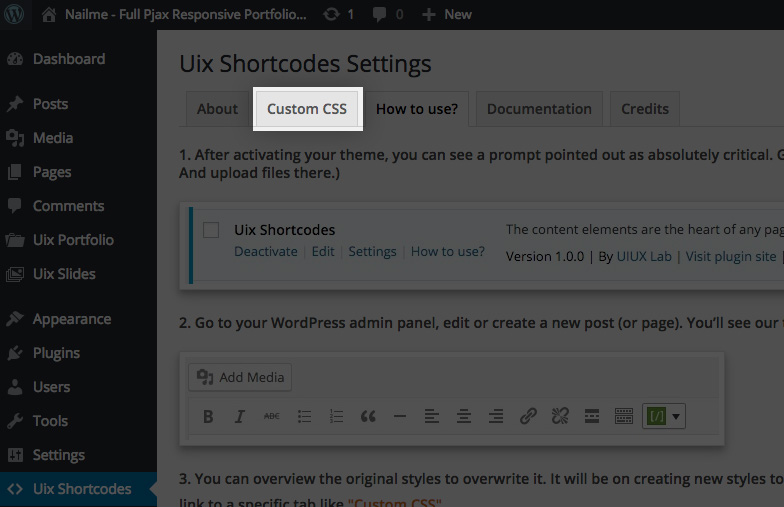 Nailme - Full Pjax Responsive Portfolio... 1 0 New
Dashboard
Posts
Media
Pages
Comments
Uix Portfolio
Uix Slides
Appearance
Plugins
Users
Tools
Settings
Uix Shortcodes
Uix Shortcodes Settings
About Custom CSS How to use? Documentation Credits
1. After activating your theme, you can see a prompt pointed out as absolutely critical. G
And upload files there.)
Uix Shortcodes
Deactivate | Edit | Settings | How to use?
The content elements are the heart of any pag
Version 1.0.0 | By UIUX Lab | Visit plugin site |
2. Go to your WordPress admin panel, edit or create a new post (or page). You'll see our
Add Media
B I ABC [/]
3. You can overview the original styles to overwrite it. It will be on creating new styles to
link to a specific tab like "Custom CSS"